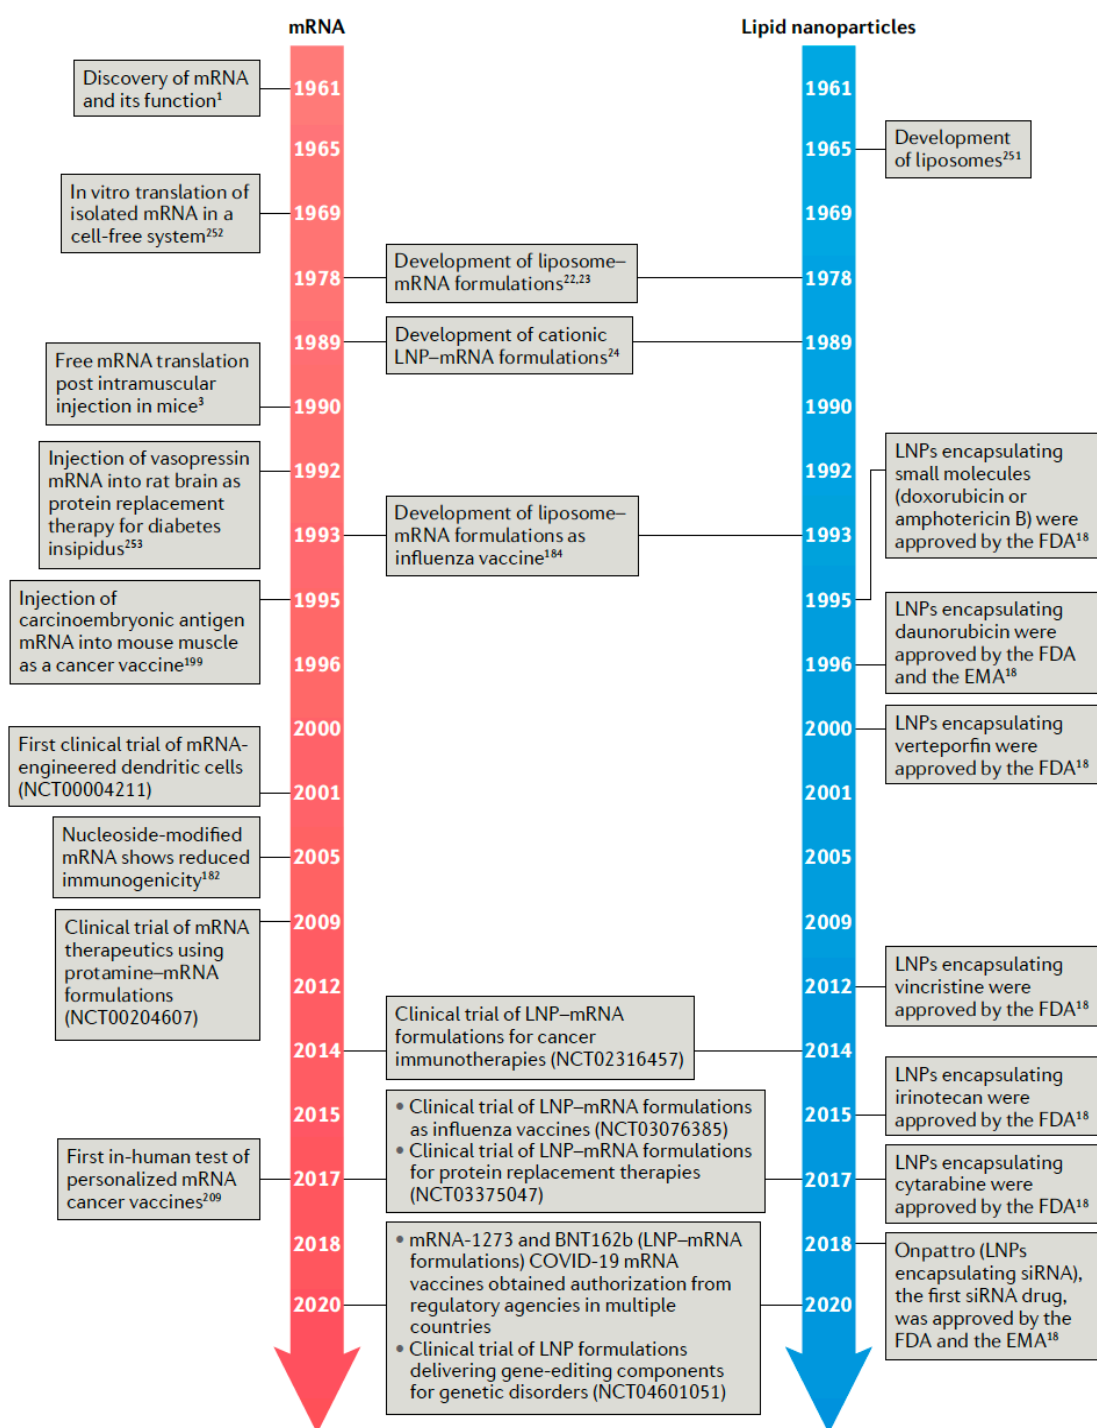 mRNA
Lipid nanoparticles
Discovery of mRNA
and its function¹
1961
1961
1965
1965
Development
of liposomes²⁵¹
In vitro translation of
isolated mRNA in a
cell-free system²⁵²
1969
1969
1978
Development of liposome–
mRNA formulations²²,²³
1978
1989
Development of cationic
LNP–mRNA formulations²⁴
1989
Free mRNA translation
post intramuscular
injection in mice³
1990
1990
Injection of vasopressin
mRNA into rat brain as
protein replacement
therapy for diabetes
insipidus²⁵³
1992
1992
1993
Development of liposome–
mRNA formulations as
influenza vaccine¹⁸⁴
1993
LNPs encapsulating
small molecules
(doxorubicin or
amphotericin B) were
approved by the FDA¹⁸
1995
1995
Injection of
carcinoembryonic antigen
mRNA into mouse muscle
as a cancer vaccine¹⁹⁹
1996
1996
LNPs encapsulating
daunorubicin were
approved by the FDA
and the EMA¹⁸
2000
2000
LNPs encapsulating
verteporfin were
approved by the FDA¹⁸
First clinical trial of mRNA-
engineered dendritic cells
(NCT00004211)
2001
2001
Nucleoside-modified
mRNA shows reduced
immunogenicity¹⁸²
2005
2005
Clinical trial of mRNA
therapeutics using
protamine–mRNA
formulations
(NCT00204607)
2009
2009
2012
2012
LNPs encapsulating
vincristine were
approved by the FDA¹⁸
2014
Clinical trial of LNP–mRNA
formulations for cancer
immunotherapies (NCT02316457)
2014
2015
2015
LNPs encapsulating
irinotecan were
approved by the FDA¹⁸
First in-human test of
personalized mRNA
cancer vaccines²⁰⁹
2017
• Clinical trial of LNP–mRNA formulations
as influenza vaccines (NCT03076385)
• Clinical trial of LNP–mRNA formulations
for protein replacement therapies
(NCT03375047)
2017
LNPs encapsulating
cytarabine were
approved by the FDA¹⁸
2018
2018
Onpattro (LNPs
encapsulating siRNA),
the first siRNA drug,
was approved by the
FDA and the EMA¹⁸
2020
• mRNA-1273 and BNT162b (LNP–mRNA
formulations) COVID-19 mRNA
vaccines obtained authorization from
regulatory agencies in multiple
countries
• Clinical trial of LNP formulations
delivering gene-editing components
for genetic disorders (NCT04601051)
2020